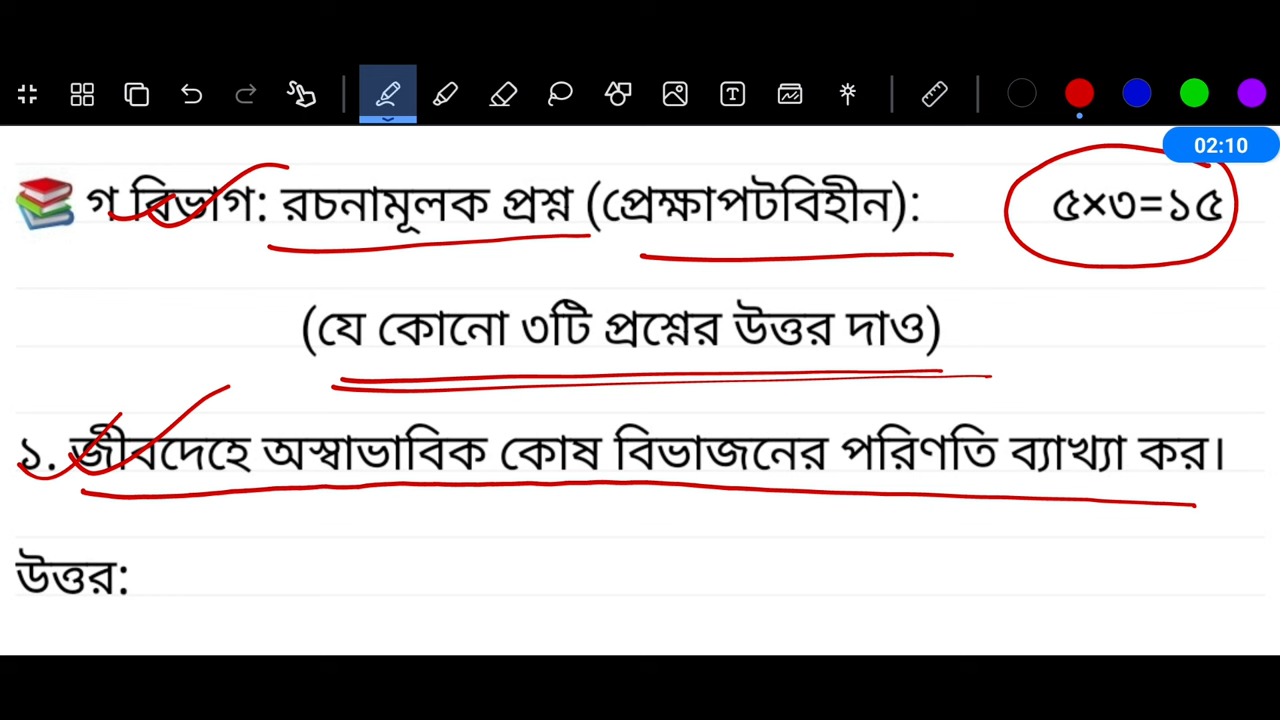 02:10
গ বিভাগ: রচনামূলক প্রশ্ন (প্রেক্ষাপটবিহীন): ৫×৩=১৫
(যে কোনো ৩টি প্রশ্নের উত্তর দাও)
১. জীবদেহে অস্বাভাবিক কোষ বিভাজনের পরিণতি ব্যাখ্যা কর।
উত্তর: